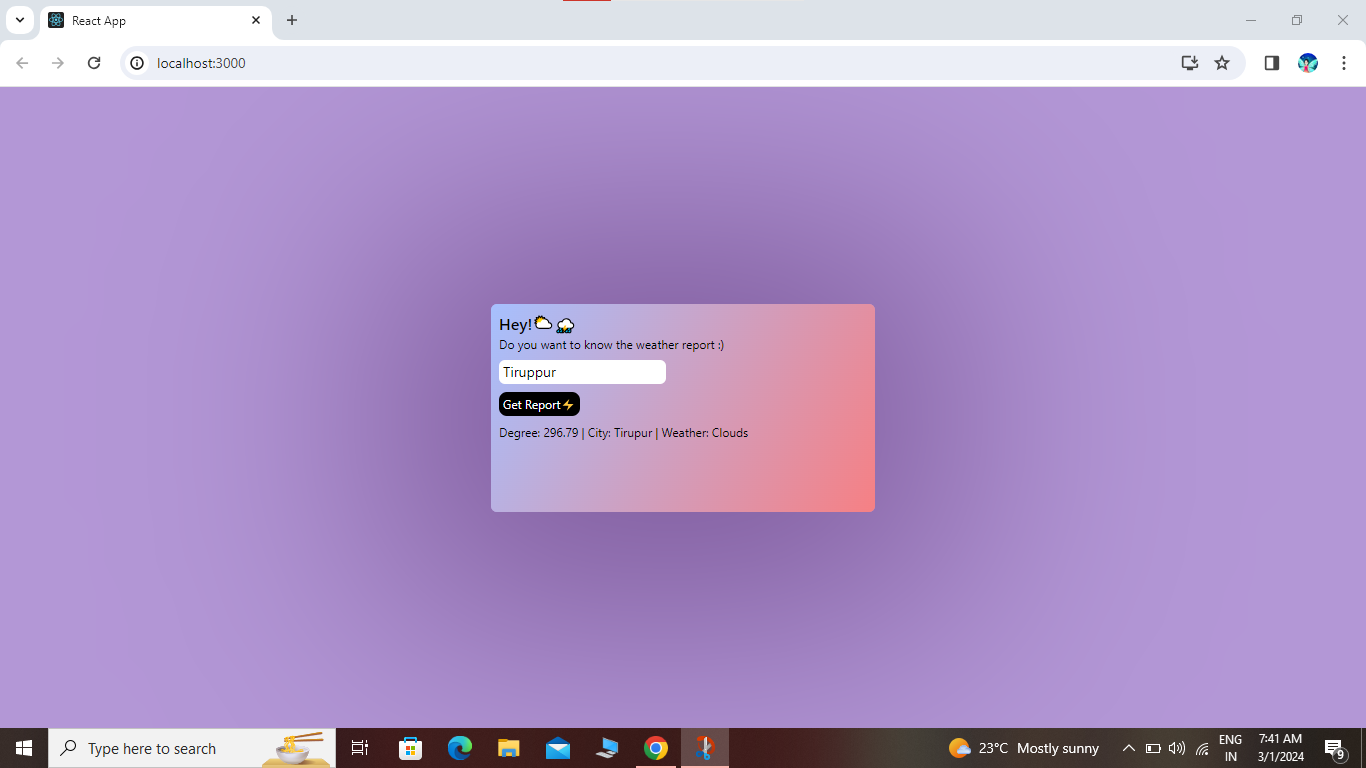 React App
localhost:3000
Hey!
Do you want to know the weather report :)
Tiruppur
Get Report⚡
Degree: 296.79 | City: Tirupur | Weather: Clouds
Type here to search
23°C Mostly sunny
ENG
IN
7:41 AM
3/1/2024
9